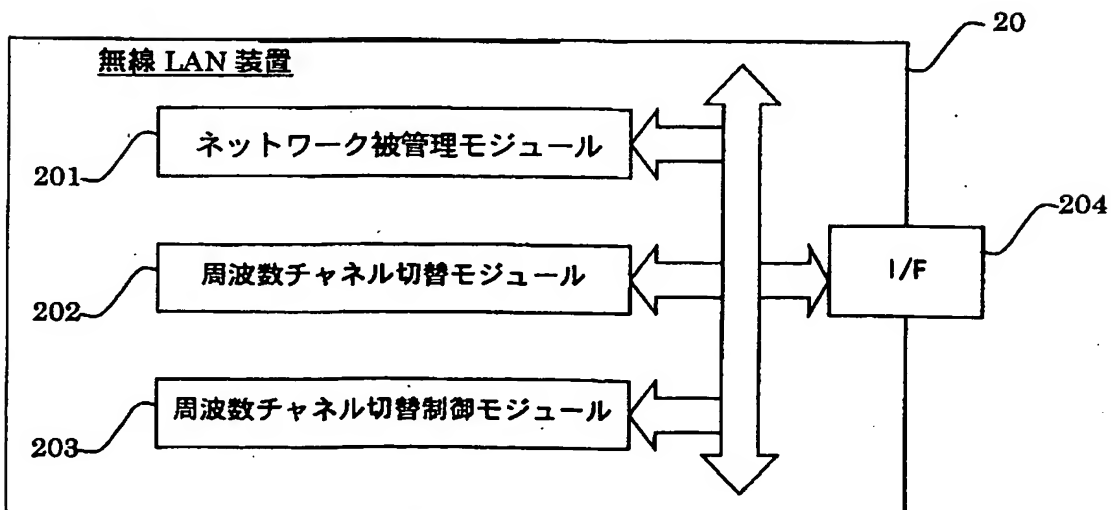 20
無線 LAN 装置
201
ネットワーク被管理モジュール
204
I/F
202
周波数チャネル切替モジュール
203
周波数チャネル切替制御モジュール